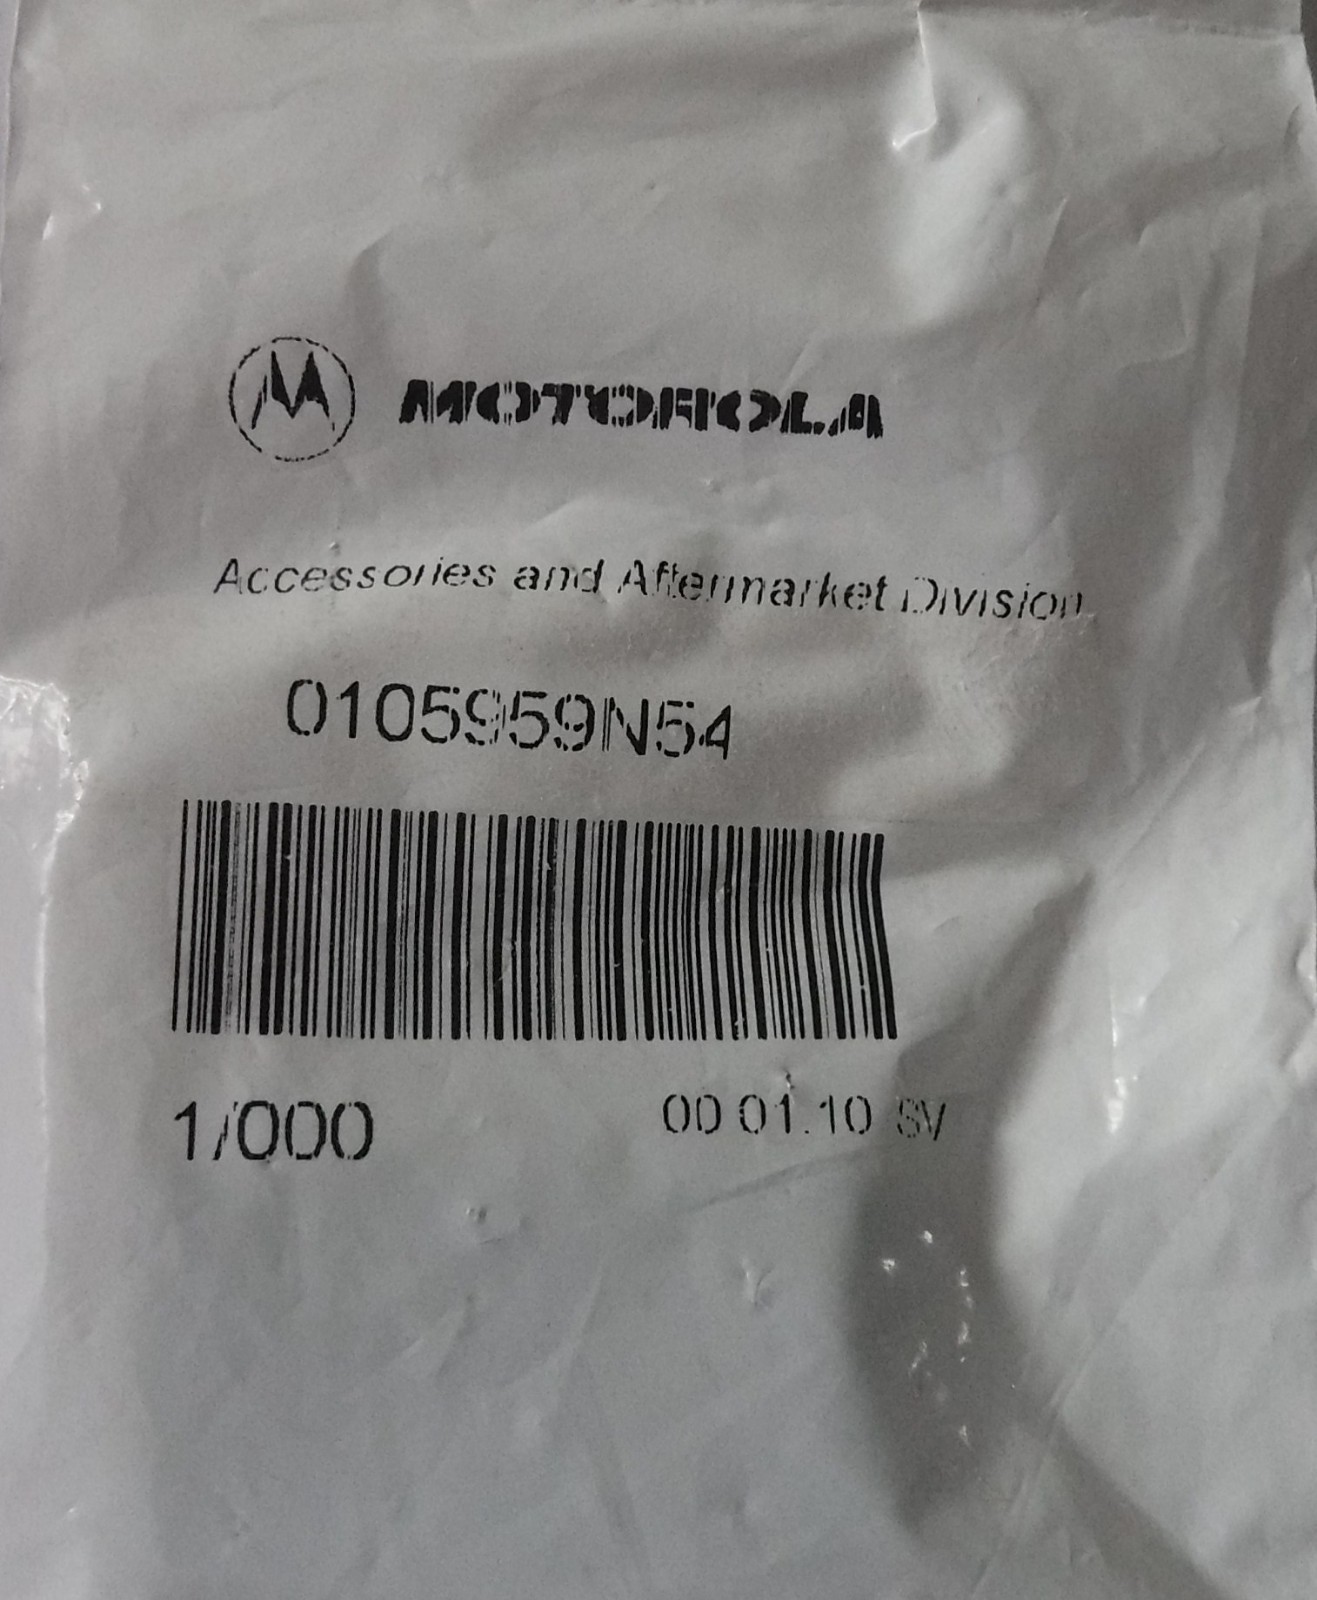 MOTOROLA
Accessories and Aftermarket Division
0105959N54
1/000 00 01.10 SV